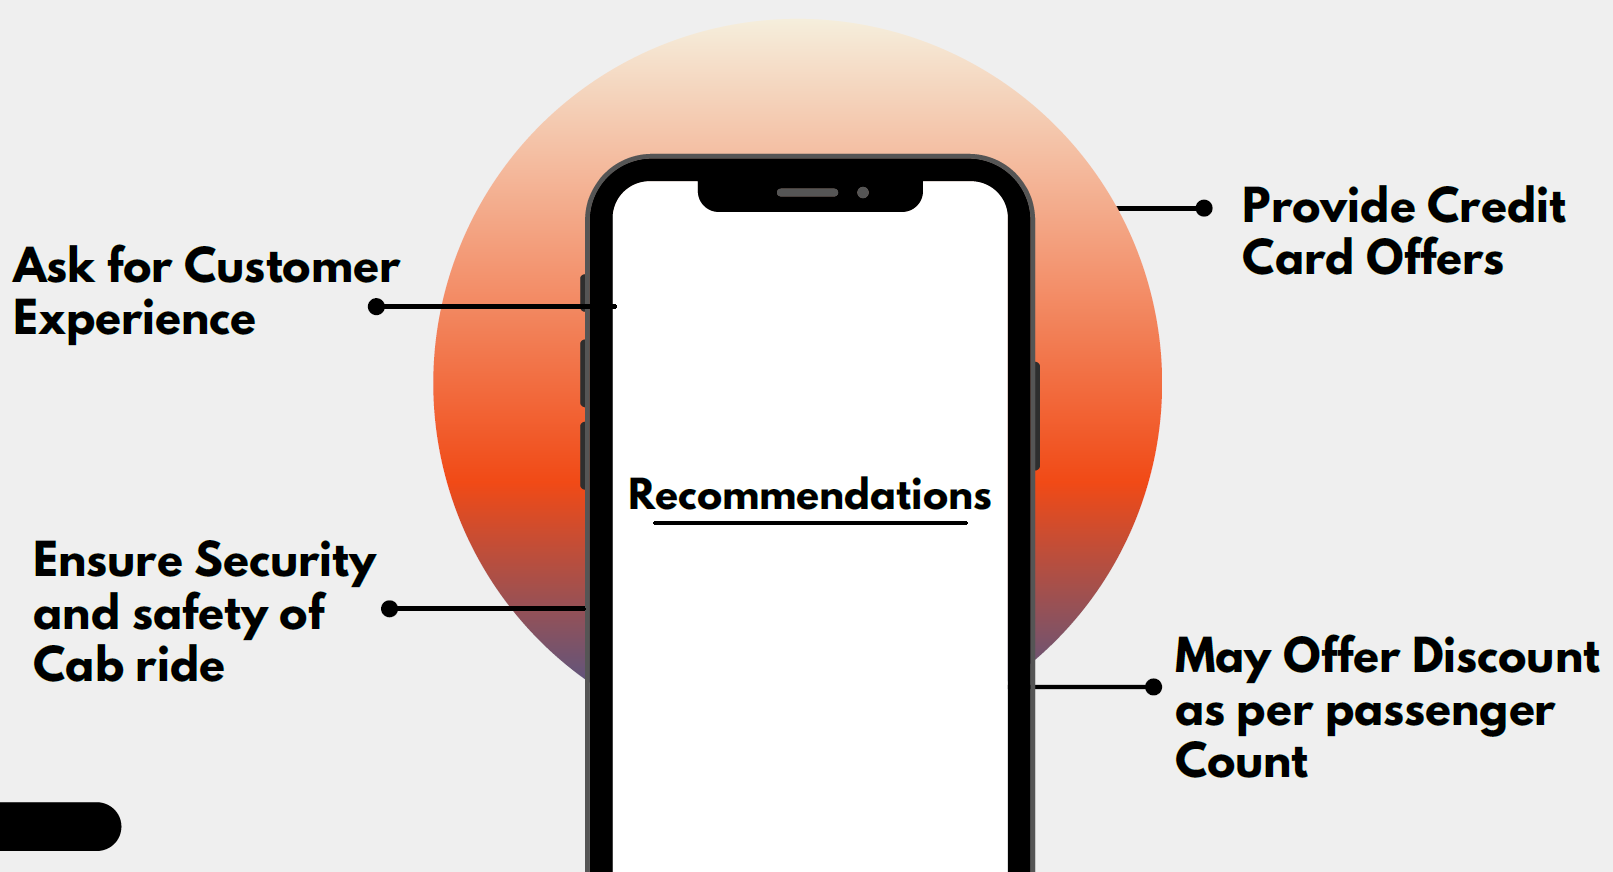 Ask for Customer
Experience
Provide Credit
Card Offers
Recommendations
Ensure Security
and safety of
Cab ride
May Offer Discount
as per passenger
Count